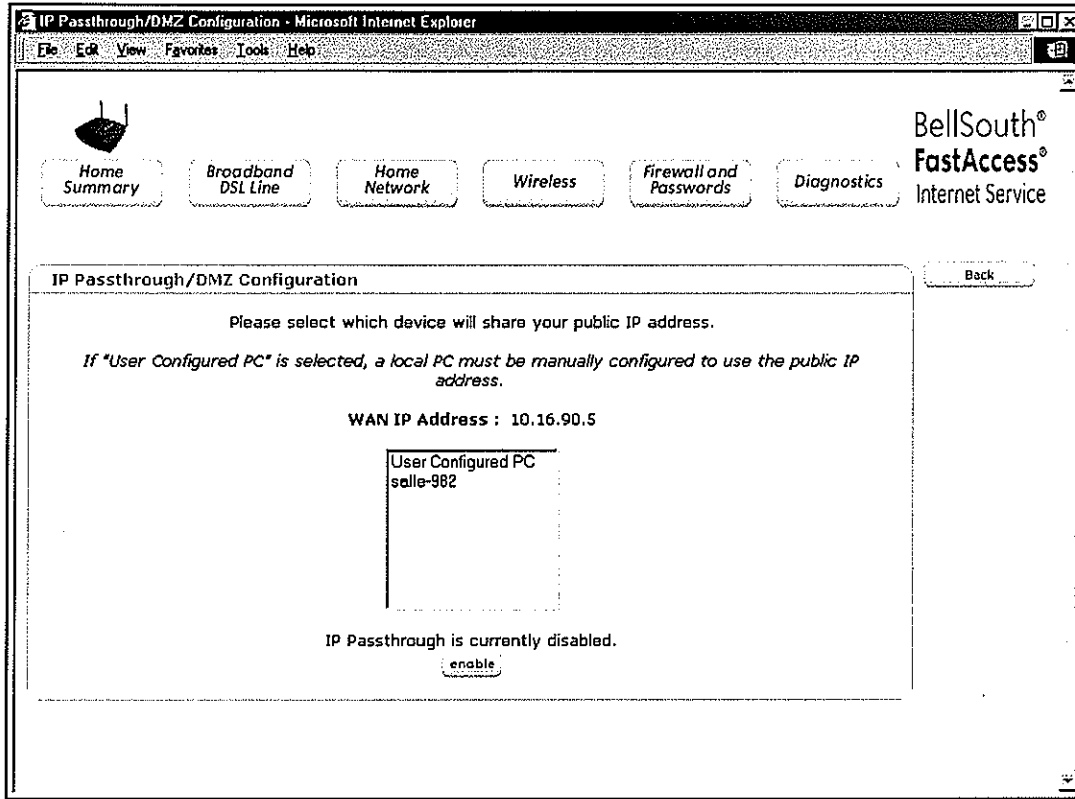 IP Passthrough/DMZ Configuration - Microsoft Internet Explorer
File Edit View Favorites Tools Help
BellSouth®
FastAccess®
Internet Service
Home Summary
Broadband DSL Line
Home Network
Wireless
Firewall and Passwords
Diagnostics
IP Passthrough/DMZ Configuration
Back
Please select which device will share your public IP address.
If "User Configured PC" is selected, a local PC must be manually configured to use the public IP
address.
WAN IP Address : 10.16.90.5
User Configured PC
salle-982
IP Passthrough is currently disabled.
enable